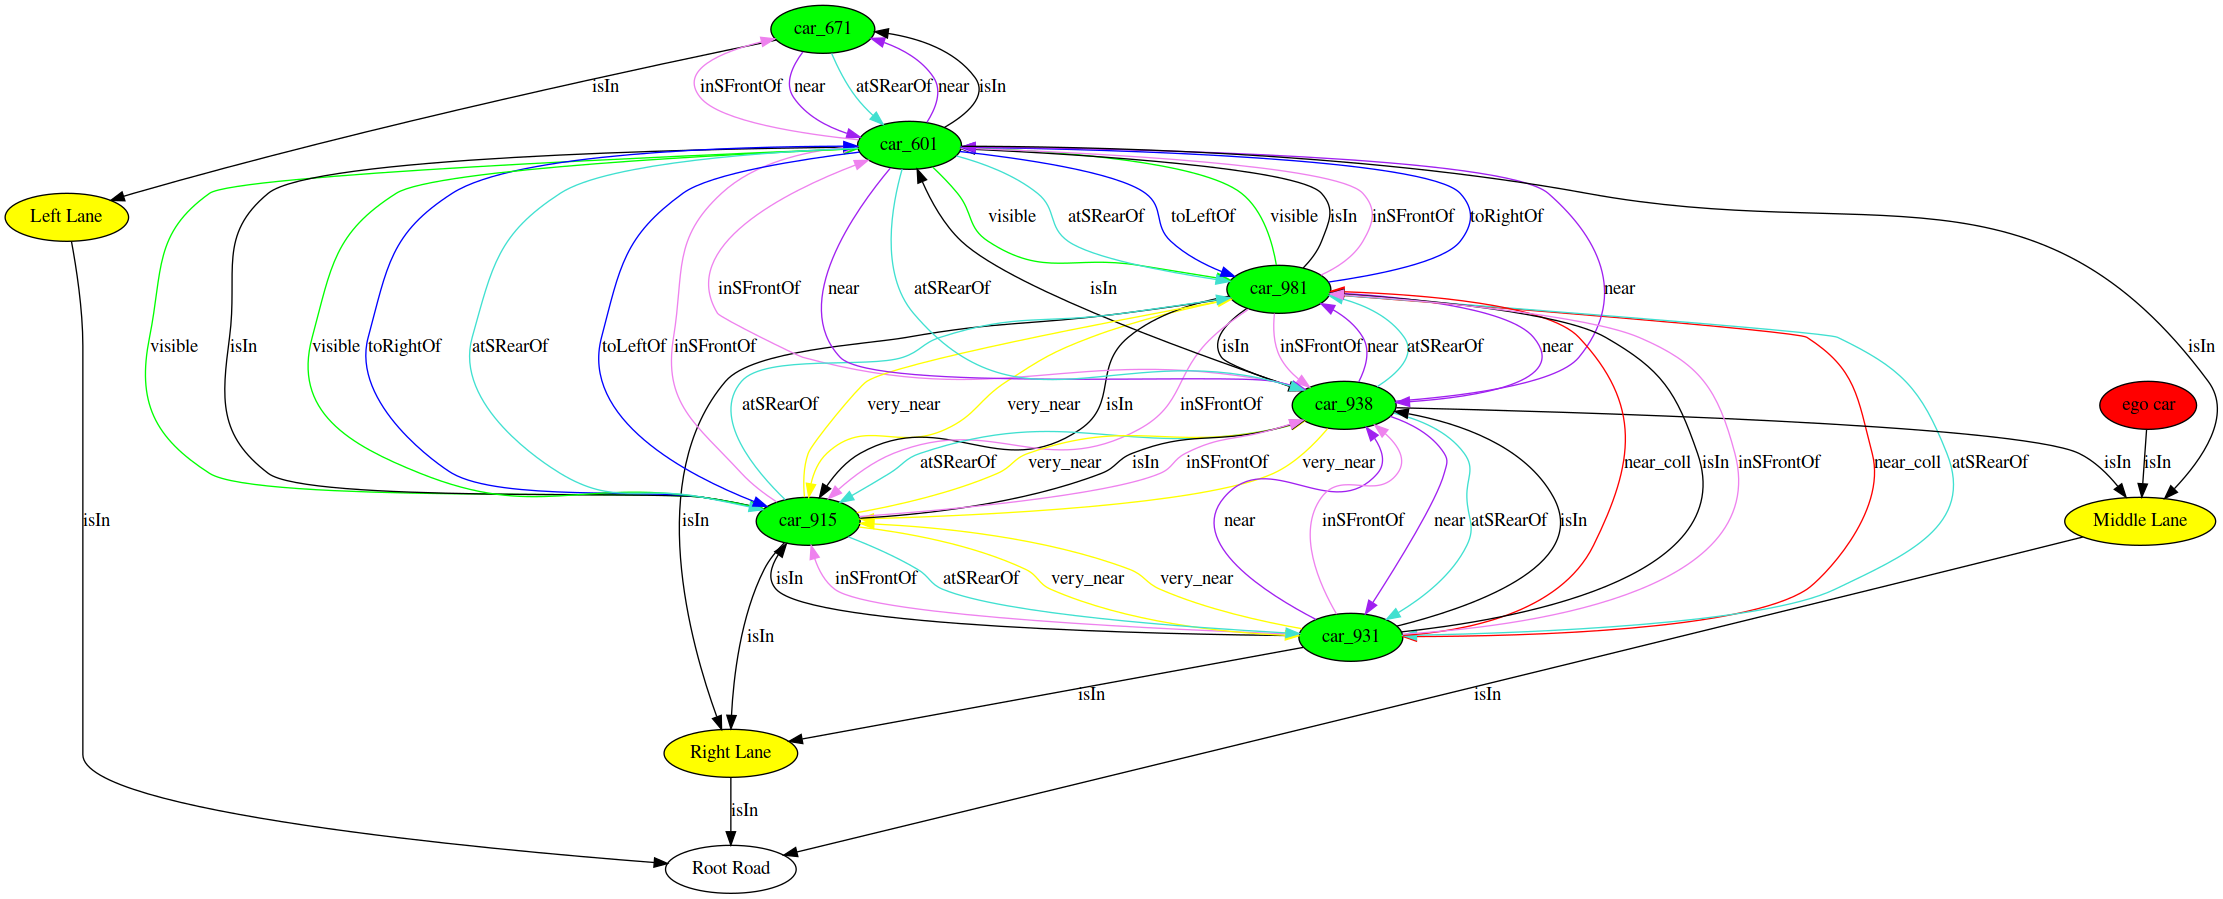 car_671
isIn
inSFrontOf
near
atSRearOf
near
isIn
car_601
Left Lane
visible
atSRearOf
toLeftOf
visible
isIn
inSFrontOf
toRightOf
inSFrontOf
near
atSRearOf
isIn
car_981
near
visible
isIn
visible
toRightOf
atSRearOf
toLeftOf
inSFrontOf
isIn
inSFrontOf
near
atSRearOf
near
isIn
atSRearOf
very_near
very_near
isIn
inSFrontOf
car_938
ego car
atSRearOf
very_near
isIn
inSFrontOf
very_near
near_coll
isIn
inSFrontOf
near_coll
atSRearOf
isIn
isIn
isIn
isIn
car_915
near
inSFrontOf
near
atSRearOf
isIn
Middle Lane
isIn
inSFrontOf
atSRearOf
very_near
very_near
isIn
car_931
isIn
isIn
Right Lane
isIn
Root Road